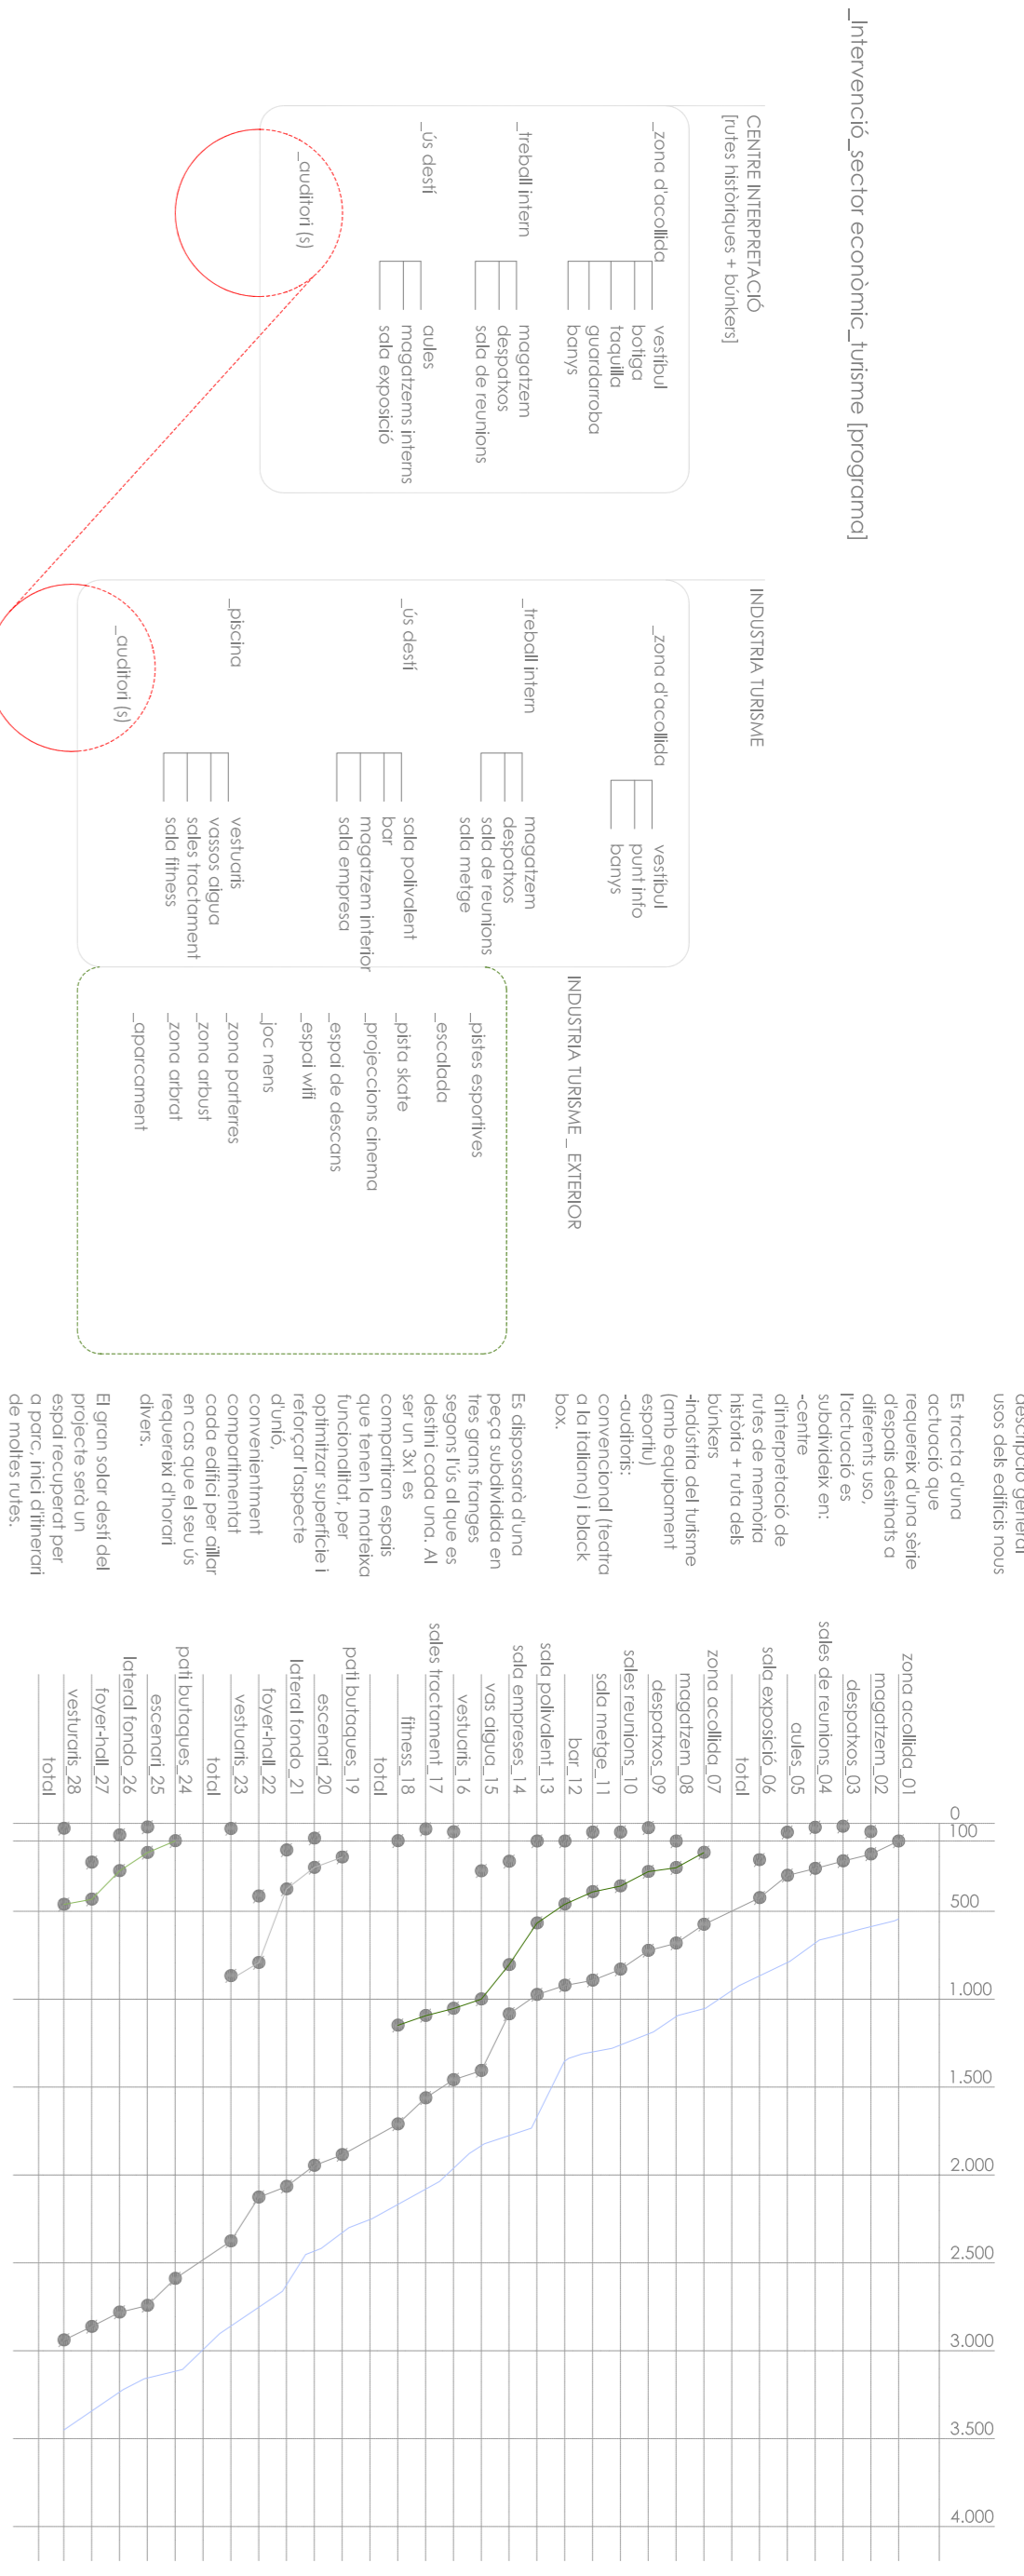 _Intervenció_sector econòmic_turisme [programa]
CENTRE INTERPRETACIÓ
[rutes històriques + búnkers]
_zona d'acollida
vestíbul
botiga
taquilla
guardarroba
banys
_treball intern
magatzem
despatxos
sala de reunions
_ús destí
aules
magatzems interns
sala exposició
_auditori (s)
INDUSTRIA TURISME
_zona d'acollida
vestíbul
punt info
banys
_treball intern
magatzem
despatxos
sala de reunions
sala metge
_ús destí
sala polivalent
bar
magatzem interior
sala empresa
_piscina
vestuaris
vassos aigua
sales tractament
sala fitness
_auditori (s)
INDUSTRIA TURISME _ EXTERIOR
_pistes esportives
_escalada
_pista skate
_projeccions cinema
_espai de descans
_espai wifi
_joc nens
_zona parterres
_zona arbust
_zona arbrat
_aparcament
descripció general
usos dels edificis nous
Es tracta d'una
actuació que
requereix d'una sèrie
d'espais destinats a
diferents uso,
l'actuació es
subdivideix en:
-centre
d'interpretació de
rutes de memòria
històra + ruta dels
búnkers
-indústria del turisme
(amb equipament
esportiu)
-auditoris:
convencional (teatra
a la italiana) i black
box.
Es dispossarà d'una
peça subdividida en
tres grans franges
segons l'ús al que es
destini cada una. Al
ser un 3x1 es
compartiran espais
que tenen la mateixa
funcionalitat, per
optimitzar superfície i
reforçar l'aspecte
d'unió,
convenientment
compartimentat
cada edifici per aïllar
en cas que el seu ús
requereixi d'horari
divers.
El gran solar destí del
projecte serà un
espai recuperat per
a parc, inici d'itinerari
de moltes rutes.
0
100
500
1.000
1.500
2.000
2.500
3.000
3.500
4.000
zona acollida_01
magatzem_02
despatxos_03
sales de reunions_04
aules_05
sala exposició_06
total
zona acollida_07
magatzem_08
despatxos_09
sales reunions_10
sala metge_11
bar_12
sala polivalent_13
sala empreses_14
vas aigua_15
vestuaris_16
sales tractament_17
fitness_18
total
pati butaques_19
escenari_20
lateral fondo_21
foyer-hall_22
vestuaris_23
total
pati butaques_24
escenari_25
lateral fondo_26
foyer-hall_27
vesturaris_28
total